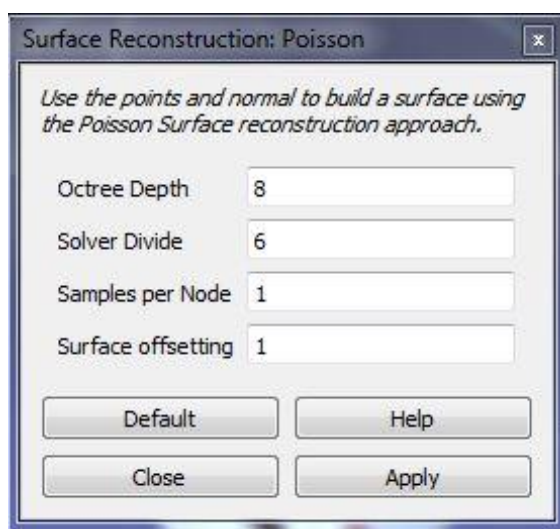 Surface Reconstruction: Poisson x
Use the points and normal to build a surface using
the Poisson Surface reconstruction approach.
Octree Depth 8
Solver Divide 6
Samples per Node 1
Surface offsetting 1
Default Help
Close Apply